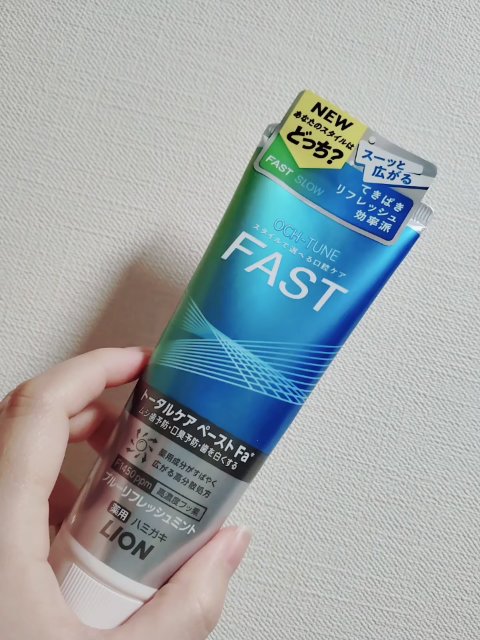 NEW
あなたのスタイルは
どっち?
FAST SLOW
スーッと
広がる
てきぱき
リフレッシュ
効率派
OCH-TUNE
スタイルで選べる口腔ケア
FAST
トータルケア ペースト Fa*
ムシ歯予防・口臭予防・歯を白くする
薬用成分がすばやく
広がる高分散処方
F1450ppm 高濃度フッ素
ブルーリフレッシュミント
薬用 ハミガキ
LION